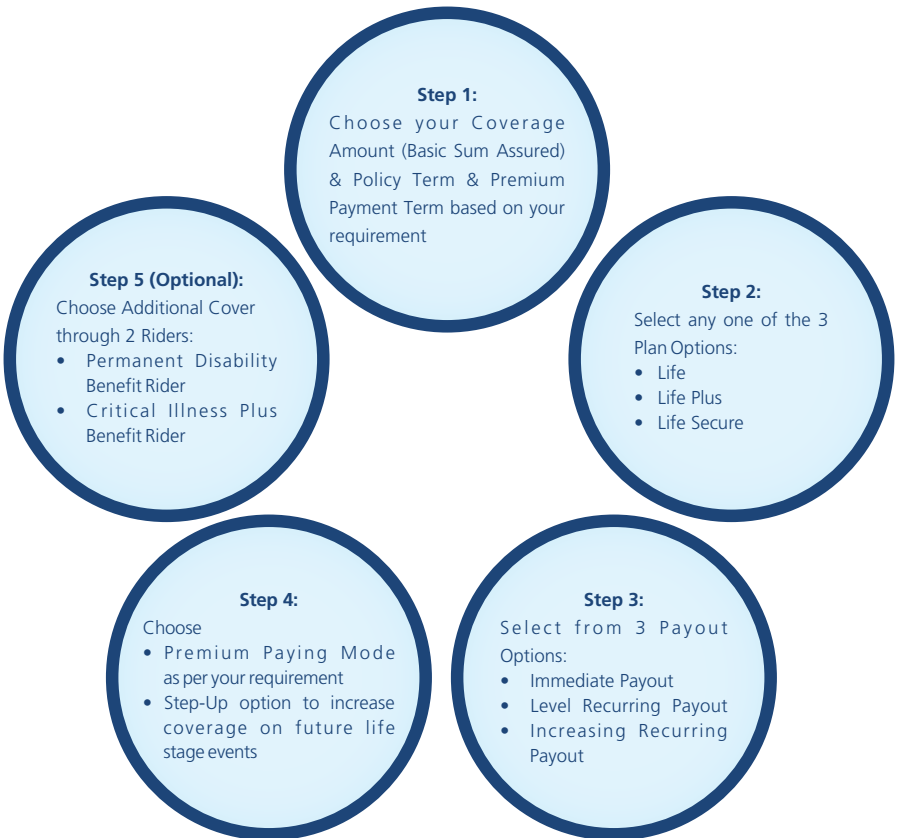 Step 1:
Choose your Coverage
Amount (Basic Sum Assured)
& Policy Term & Premium
Payment Term based on your
requirement
Step 2:
Select any one of the 3
Plan Options:
• Life
• Life Plus
• Life Secure
Step 3:
Select from 3 Payout
Options:
• Immediate Payout
• Level Recurring Payout
• Increasing Recurring
Payout
Step 4:
Choose
• Premium Paying Mode
as per your requirement
• Step-Up option to increase
coverage on future life
stage events
Step 5 (Optional):
Choose Additional Cover
through 2 Riders:
• Permanent Disability
Benefit Rider
• Critical Illness Plus
Benefit Rider